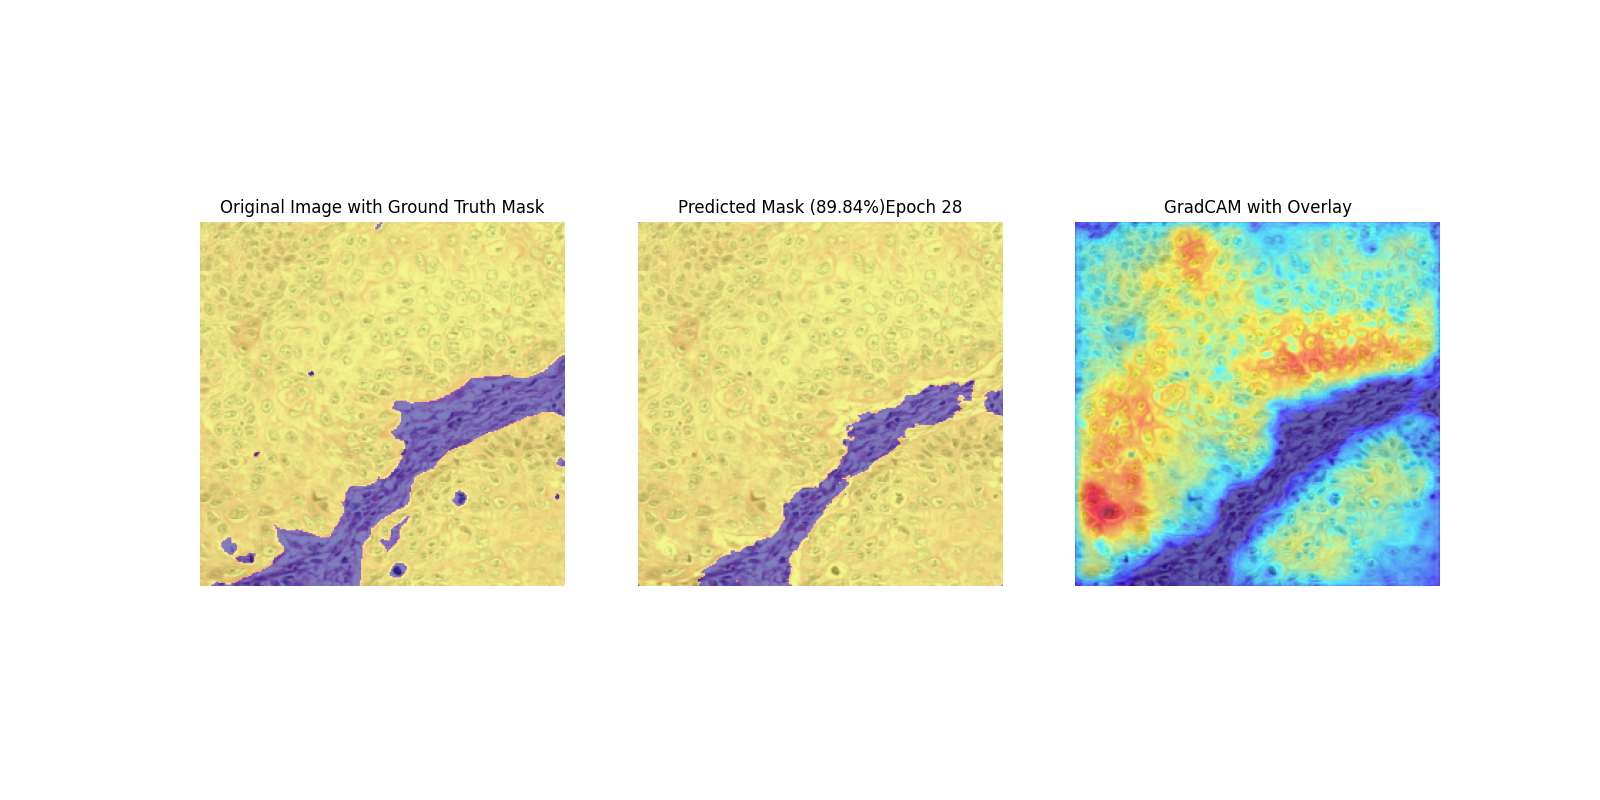 Original Image with Ground Truth Mask
Predicted Mask (89.84%)Epoch 28
GradCAM with Overlay